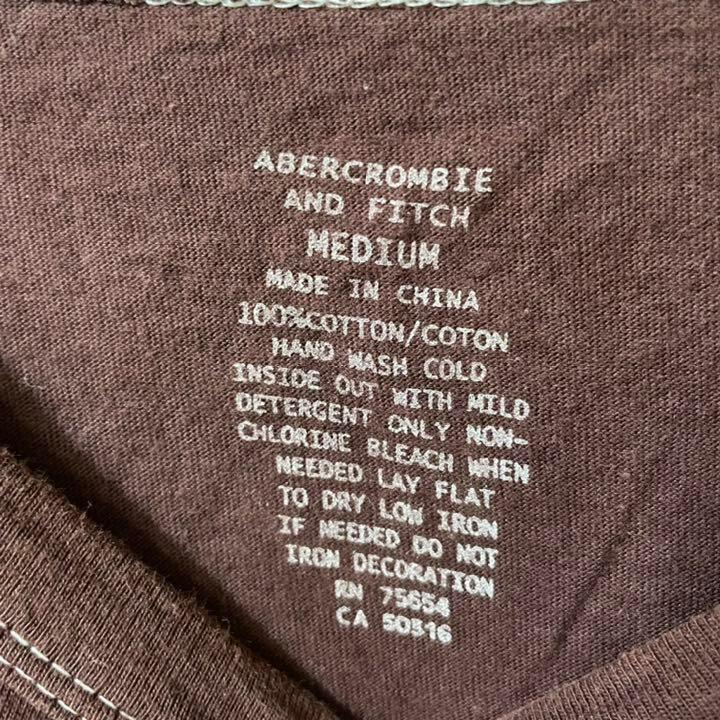 ABERCROMBIE
AND FITCH
MEDIUM
MADE IN CHINA
100%COTTON/COTON
HAND WASH COLD
INSIDE OUT WITH MILD
DETERGENT ONLY NON-
CHLORINE BLEACH WHEN
NEEDED LAY FLAT
TO DRY LOW IRON
IF NEEDED DO NOT
IRON DECORATION
RN 75654
CA 50316